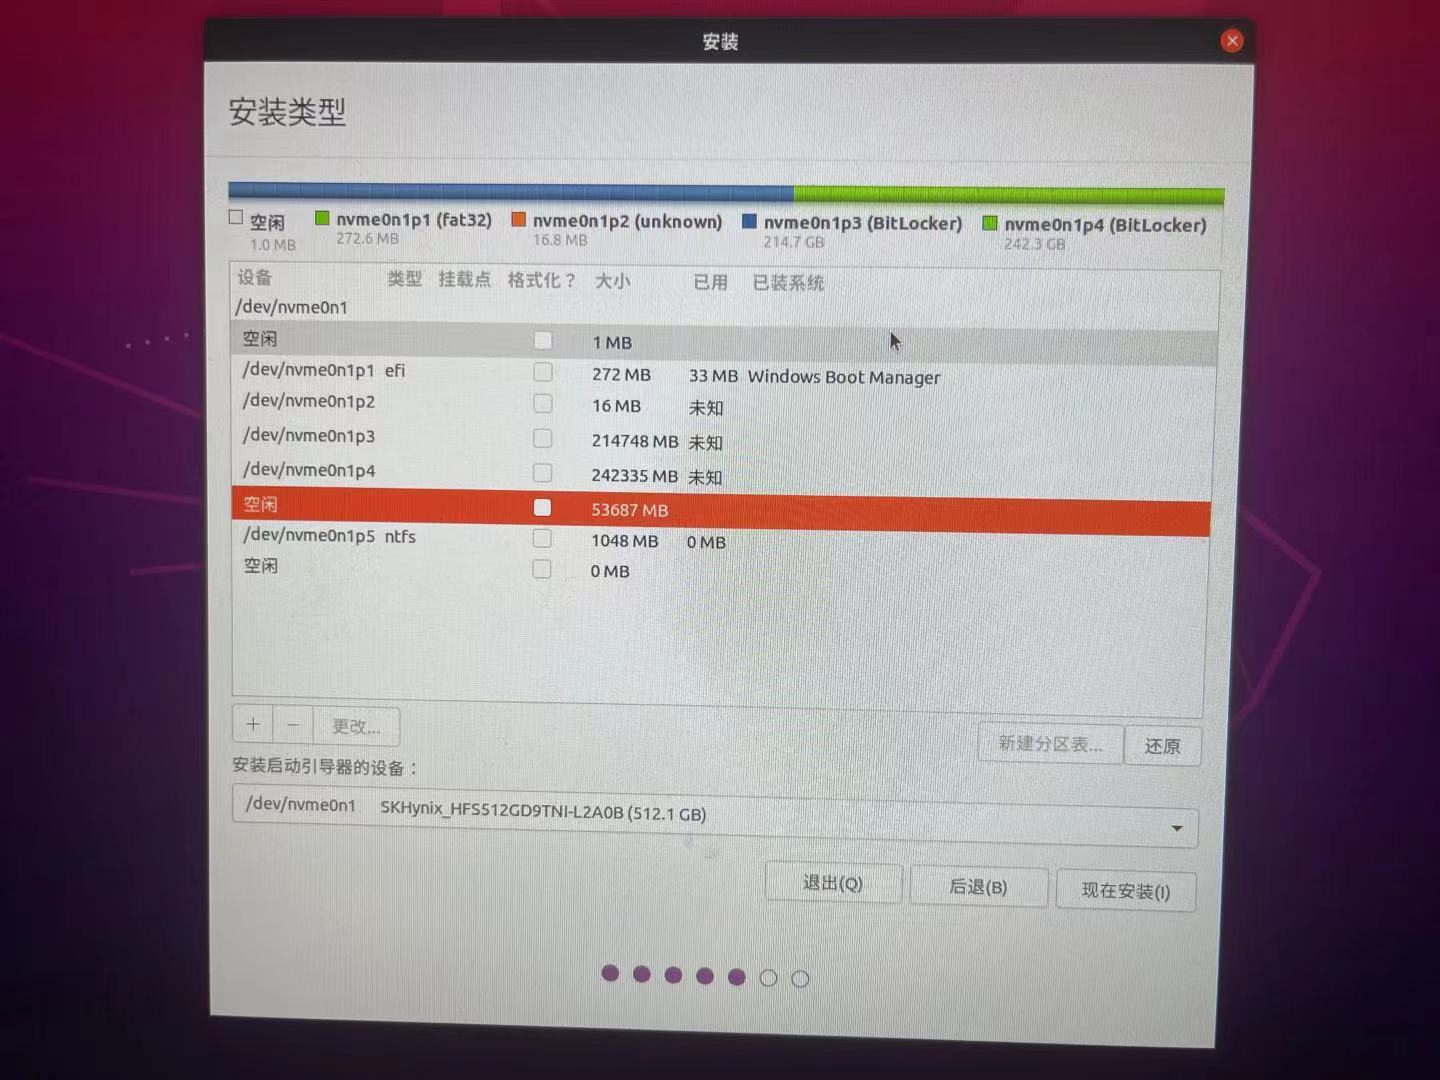 安装
安装类型
空闲 nvme0n1p1 (fat32) nvme0n1p2 (unknown) nvme0n1p3 (BitLocker) nvme0n1p4 (BitLocker)
1.0 MB 272.6 MB 16.8 MB 214.7 GB 242.3 GB
设备 类型 挂载点 格式化？ 大小 已用 已装系统
/dev/nvme0n1
空闲 1 MB
/dev/nvme0n1p1 efi 272 MB 33 MB Windows Boot Manager
/dev/nvme0n1p2 16 MB 未知
/dev/nvme0n1p3 214748 MB 未知
/dev/nvme0n1p4 242335 MB 未知
空闲 53687 MB
/dev/nvme0n1p5 ntfs 1048 MB 0 MB
空闲 0 MB
+ − 更改... 新建分区表... 还原
安装启动引导器的设备：
/dev/nvme0n1 SKHynix_HFS512GD9TNI-L2A0B (512.1 GB)
退出(Q) 后退(B) 现在安装(I)